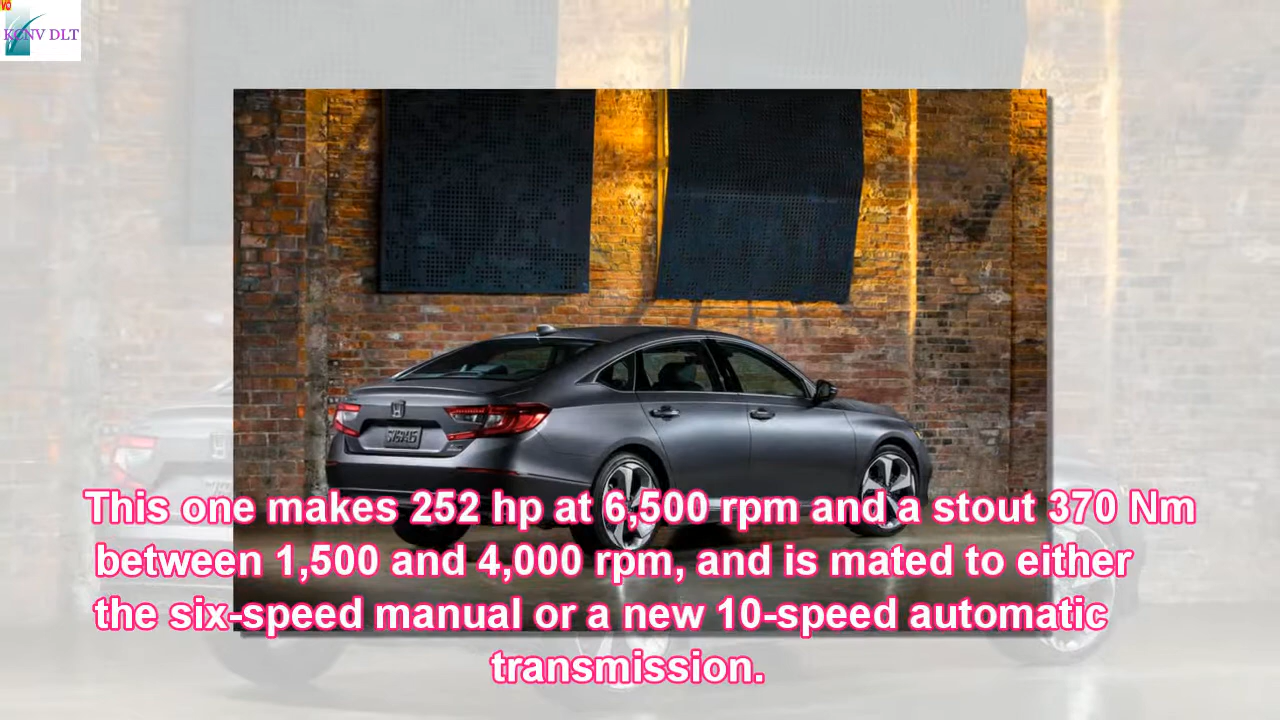 VO
KCNV DLT
This one makes 252 hp at 6,500 rpm and a stout 370 Nm
between 1,500 and 4,000 rpm, and is mated to either
the six-speed manual or a new 10-speed automatic
transmission.